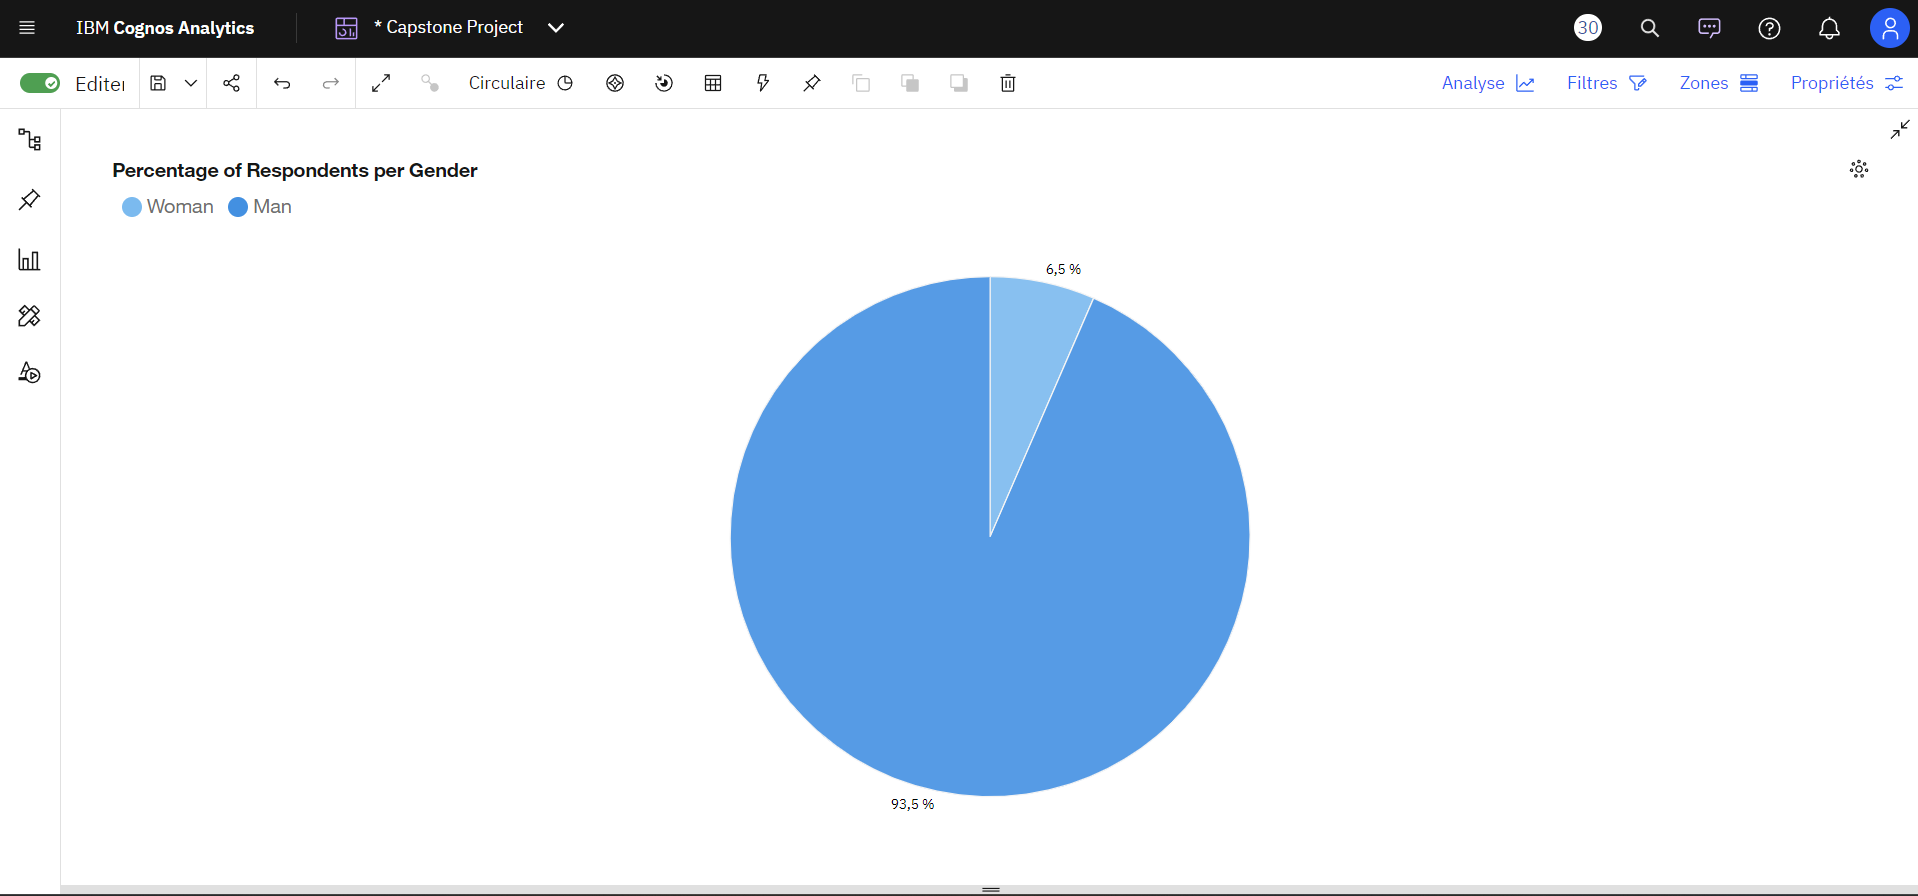 IBM Cognos Analytics
* Capstone Project
30
Editer
Circulaire
Analyse
Filtres
Zones
Propriétés
Percentage of Respondents per Gender
Woman Man
6,5 %
93,5 %